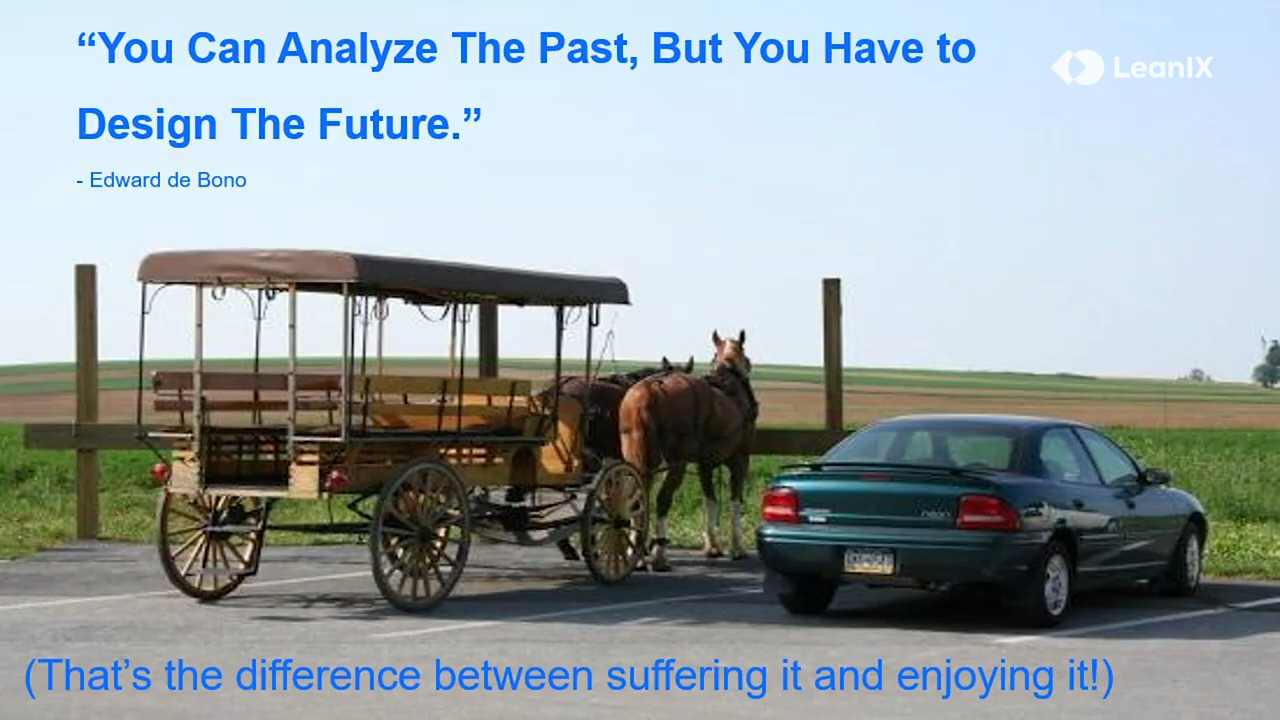 “You Can Analyze The Past, But You Have to
Design The Future.”
- Edward de Bono
LeanIX
neon
(That’s the difference between suffering it and enjoying it!)